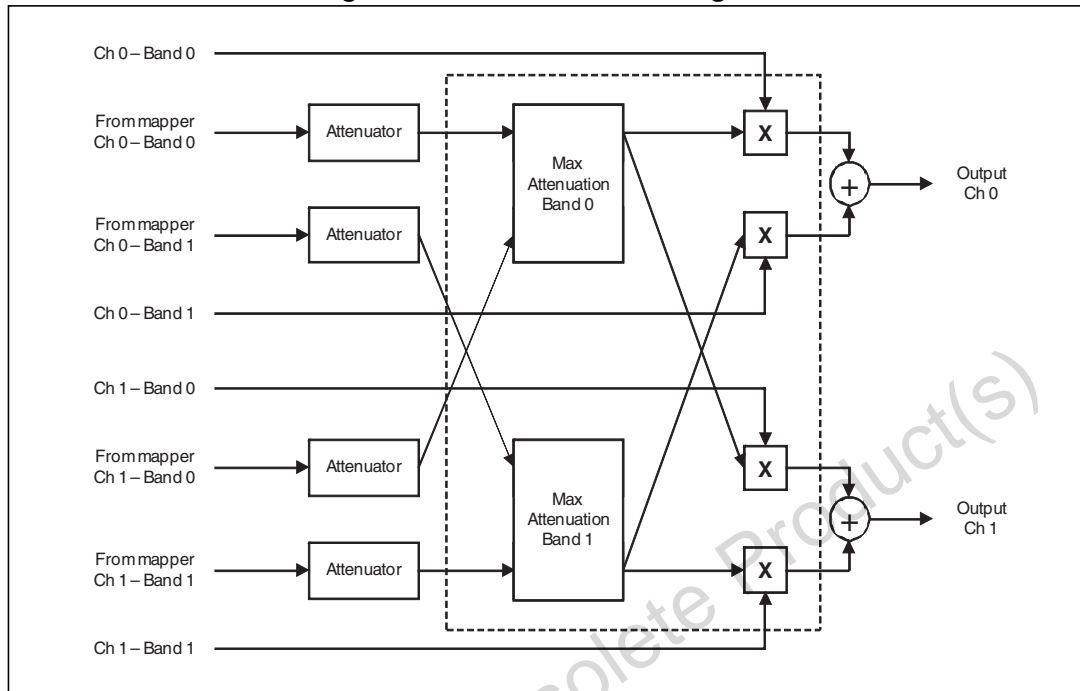 Ch 0 – Band 0
From mapper
Ch 0 – Band 0
Attenuator
Max
Attenuation
Band 0
X
+
Output
Ch 0
From mapper
Ch 0 – Band 1
Attenuator
X
Ch 0 – Band 1
Ch 1 – Band 0
From mapper
Ch 1 – Band 0
Attenuator
Max
Attenuation
Band 1
X
+
Output
Ch 1
From mapper
Ch 1 – Band 1
Attenuator
X
Ch 1 – Band 1
solete Product(s)